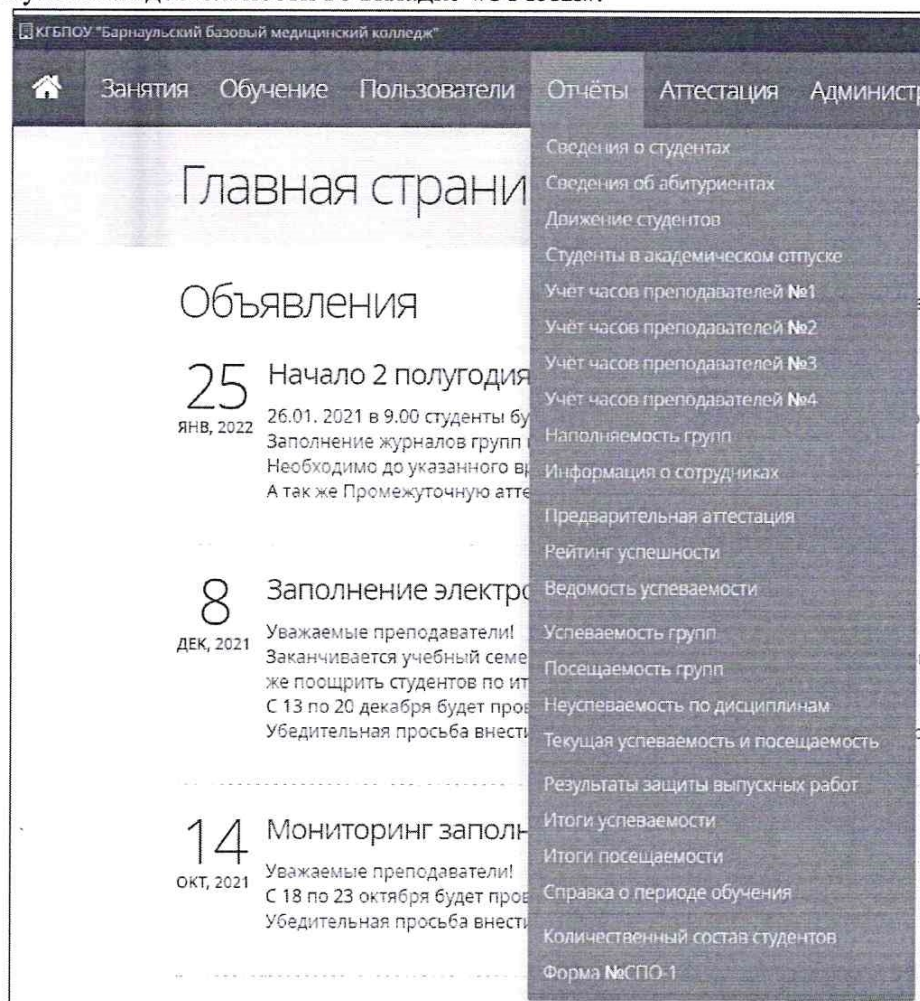 КГБПОУ "Барнаульский базовый медицинский колледж"
Занятия Обучение Пользователи Отчёты Аттестация Админист
Главная страни
Объявления
25
ЯНВ, 2022
Начало 2 полугодия
26.01. 2021 в 9.00 студенты бу
Заполнение журналов групп
Необходимо до указанного вр
А так же Промежуточную атте
8
ДЕК, 2021
Заполнение электро
Уважаемые преподаватели!
Заканчивается учебный семе
же поощрить студентов по ит
С 13 по 20 декабря будет пров
Убедительная просьба внести
14
ОКТ, 2021
Мониторинг заполн
Уважаемые преподаватели!
С 18 по 23 октября будет пров
Убедительная просьба внести
Сведения о студентах
Сведения об абитуриентах
Движение студентов
Студенты в академическом отпуске
Учёт часов преподавателей №1
Учёт часов преподавателей №2
Учёт часов преподавателей №3
Учёт часов преподавателей №4
Наполняемость групп
Информация о сотрудниках
Предварительная аттестация
Рейтинг успешности
Ведомость успеваемости
Успеваемость групп
Посещаемость групп
Неуспеваемость по дисциплинам
Текущая успеваемость и посещаемость
Результаты защиты выпускных работ
Итоги успеваемости
Итоги посещаемости
Справка о периоде обучения
Количественный состав студентов
Форма №СПО-1